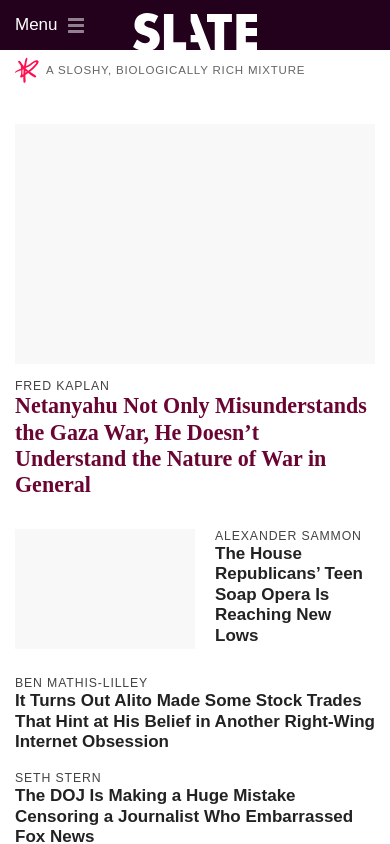 Menu
SLATE
A SLOSHY, BIOLOGICALLY RICH MIXTURE
FRED KAPLAN
Netanyahu Not Only Misunderstands
the Gaza War, He Doesn’t
Understand the Nature of War in
General
ALEXANDER SAMMON
The House
Republicans’ Teen
Soap Opera Is
Reaching New
Lows
BEN MATHIS-LILLEY
It Turns Out Alito Made Some Stock Trades
That Hint at His Belief in Another Right-Wing
Internet Obsession
SETH STERN
The DOJ Is Making a Huge Mistake
Censoring a Journalist Who Embarrassed
Fox News